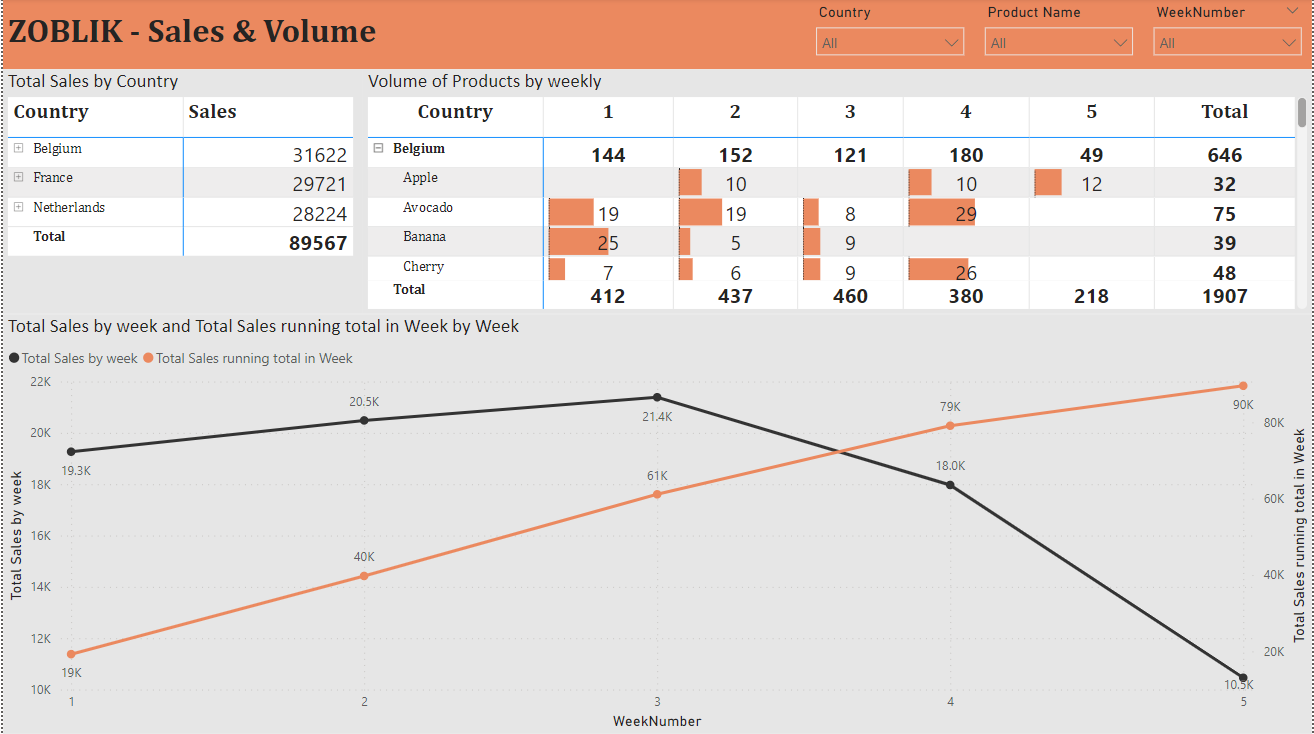 ZOBLIK - Sales & Volume
Country Product Name WeekNumber
All All All
Total Sales by Country
Country Sales
Belgium 31622
France 29721
Netherlands 28224
Total 89567
Volume of Products by weekly
Country 1 2 3 4 5 Total
Belgium 144 152 121 180 49 646
Apple 10 10 12 32
Avocado 19 19 8 29 75
Banana 25 5 9 39
Cherry 7 6 9 26 48
Total 412 437 460 380 218 1907
Total Sales by week and Total Sales running total in Week by Week
Total Sales by week Total Sales running total in Week
22K
20K
18K
16K
14K
12K
10K
Total Sales by week
19.3K 20.5K 21.4K 18.0K 10.5K
19K 40K 61K 79K 90K
80K
60K
40K
20K
Total Sales running total in Week
1 2 3 4 5
WeekNumber